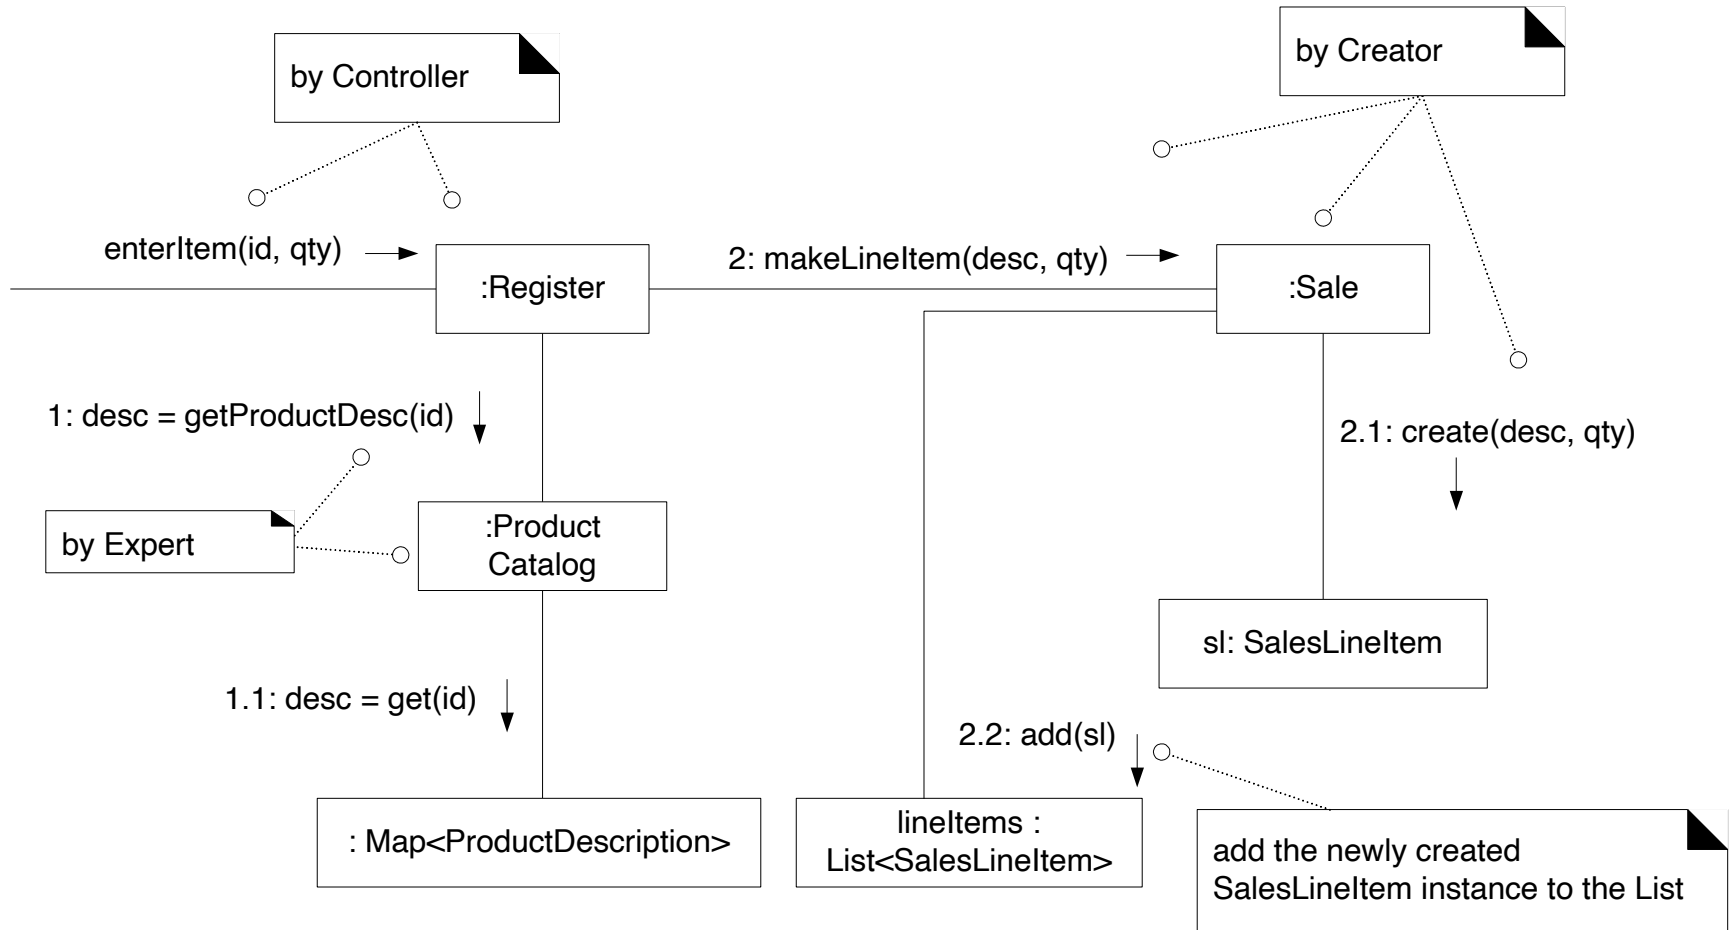 by Controller
by Creator
enterItem(id, qty)
:Register
2: makeLineItem(desc, qty)
:Sale
1: desc = getProductDesc(id)
2.1: create(desc, qty)
by Expert
:Product
Catalog
sl: SalesLineItem
1.1: desc = get(id)
2.2: add(sl)
: Map<ProductDescription>
lineItems :
List<SalesLineItem>
add the newly created
SalesLineItem instance to the List